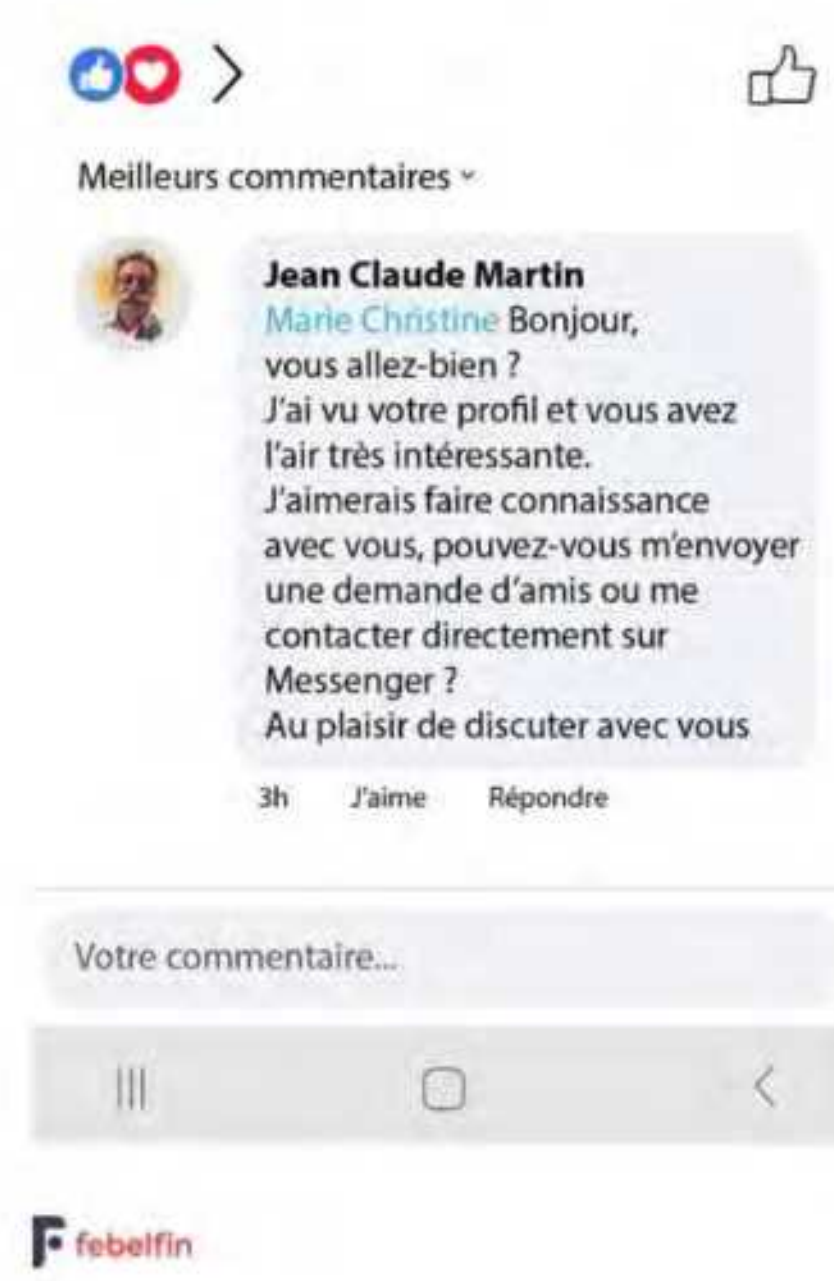 Meilleurs commentaires
Jean Claude Martin
Marie Christine Bonjour,
vous allez-bien ?
J'ai vu votre profil et vous avez
l'air très intéressante.
J'aimerais faire connaissance
avec vous, pouvez-vous m'envoyer
une demande d'amis ou me
contacter directement sur
Messenger ?
Au plaisir de discuter avec vous
3h J'aime Répondre
Votre commentaire...
febelfin